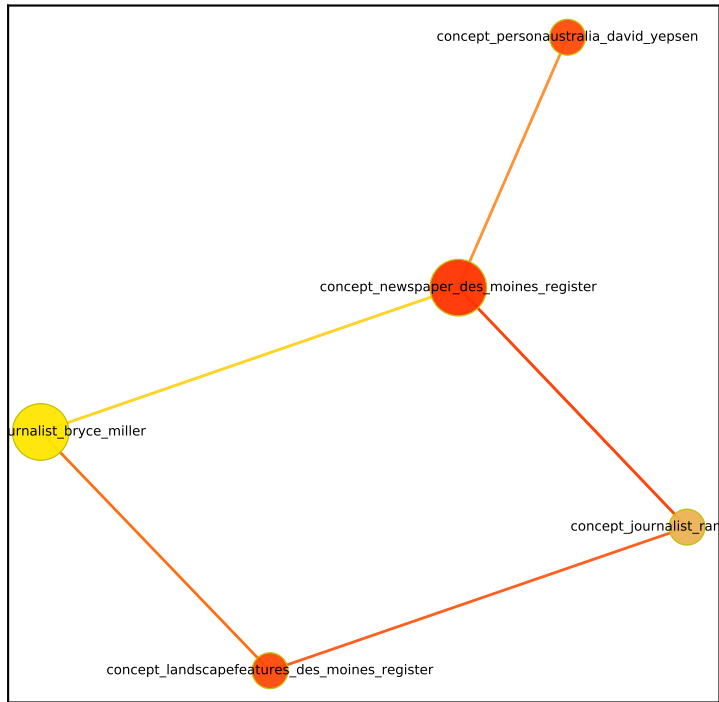 concept_personaustralia_david_yepsen
concept_newspaper_des_moines_register
urnalist_bryce_miller
concept_journalist_ran
concept_landscapefeatures_des_moines_register